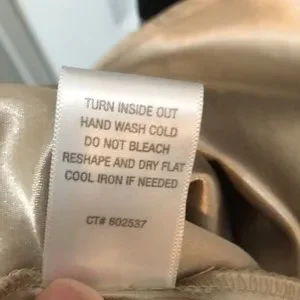 TURN INSIDE OUT
HAND WASH COLD
DO NOT BLEACH
RESHAPE AND DRY FLAT
COOL IRON IF NEEDED
CT# 602537